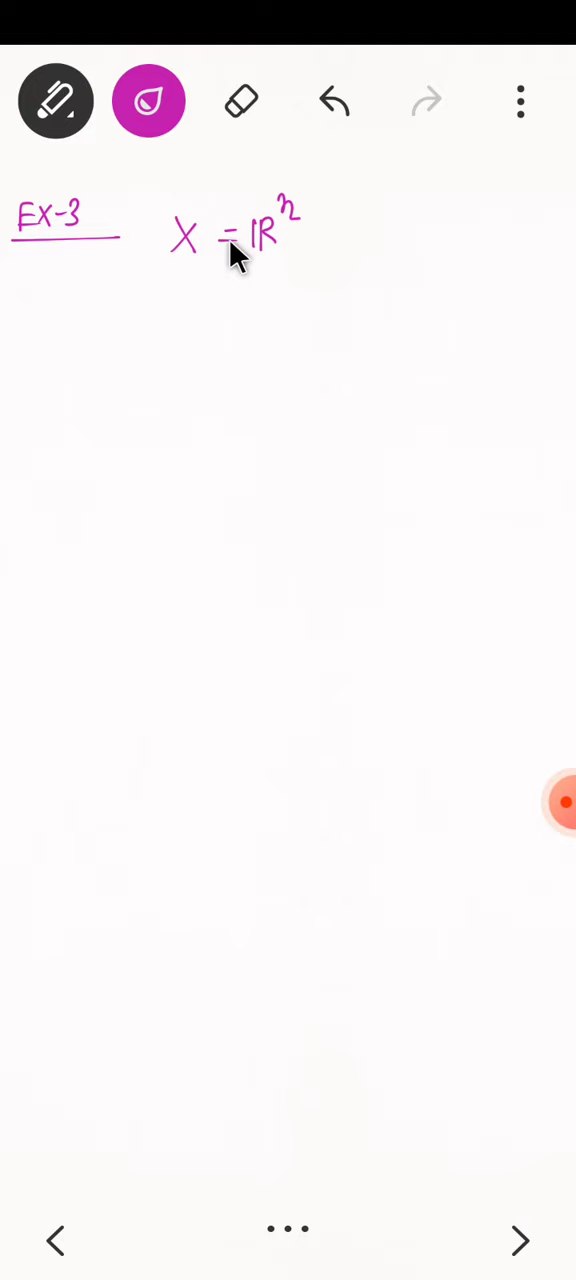 Ex-3 X = ℝ²